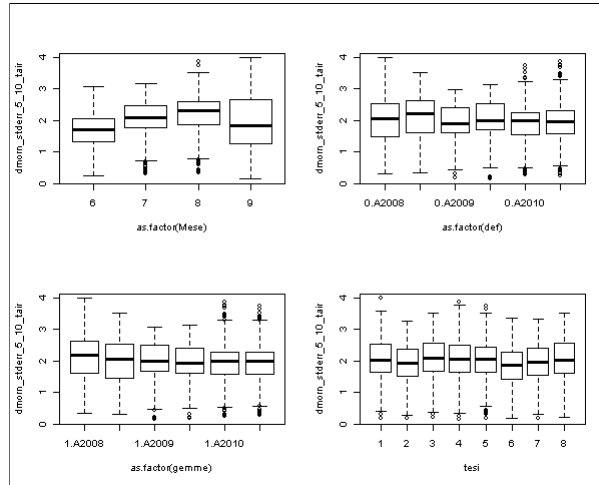 dmorn_stderr_5_10_tair
4
3
2
1
0
6 7 8 9
as.factor(Mese)
dmorn_stderr_5_10_tair
4
3
2
1
0
0.A2008 0.A2009 0.A2010
as.factor(def)
dmorn_stderr_5_10_tair
4
3
2
1
0
1.A2008 1.A2009 1.A2010
as.factor(gemme)
dmorn_stderr_5_10_tair
4
3
2
1
0
1 2 3 4 5 6 7 8
tesi